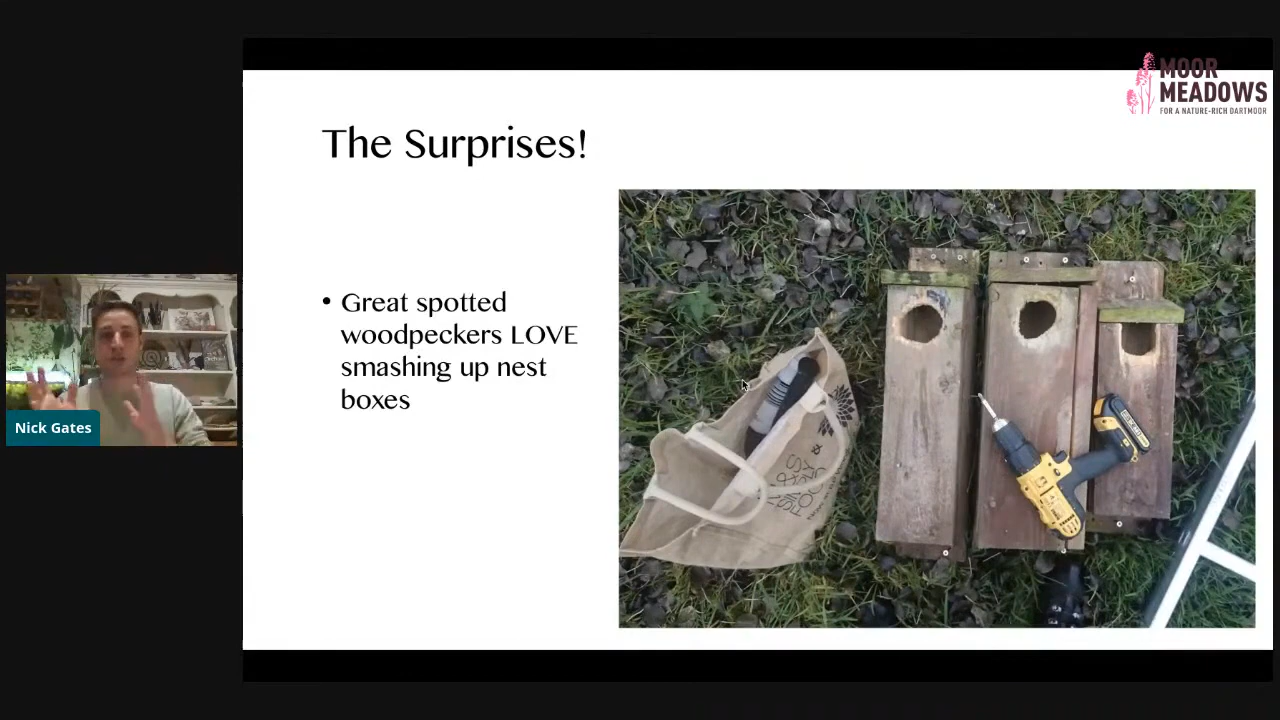 MOOR
MEADOWS
FOR A NATURE-RICH DARTMOOR
The Surprises!
• Great spotted
woodpeckers LOVE
smashing up nest
boxes
Nick Gates